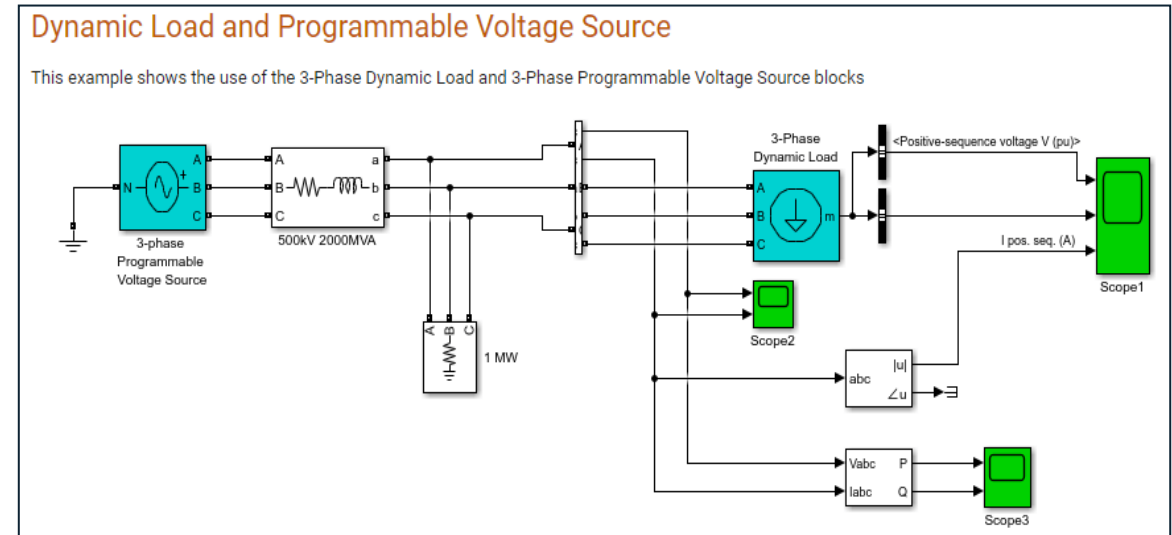 Dynamic Load and Programmable Voltage Source
This example shows the use of the 3-Phase Dynamic Load and 3-Phase Programmable Voltage Source blocks
N
+
A
B
C
3-phase
Programmable
Voltage Source
A
B
C
a
b
c
500kV 2000MVA
A
B
C
1 MW
3-Phase
Dynamic Load
A
B
C
m
<Positive-sequence voltage V (pu)>
I pos. seq. (A)
Scope1
Scope2
abc
|u|
∠u
Vabc
Iabc
P
Q
Scope3